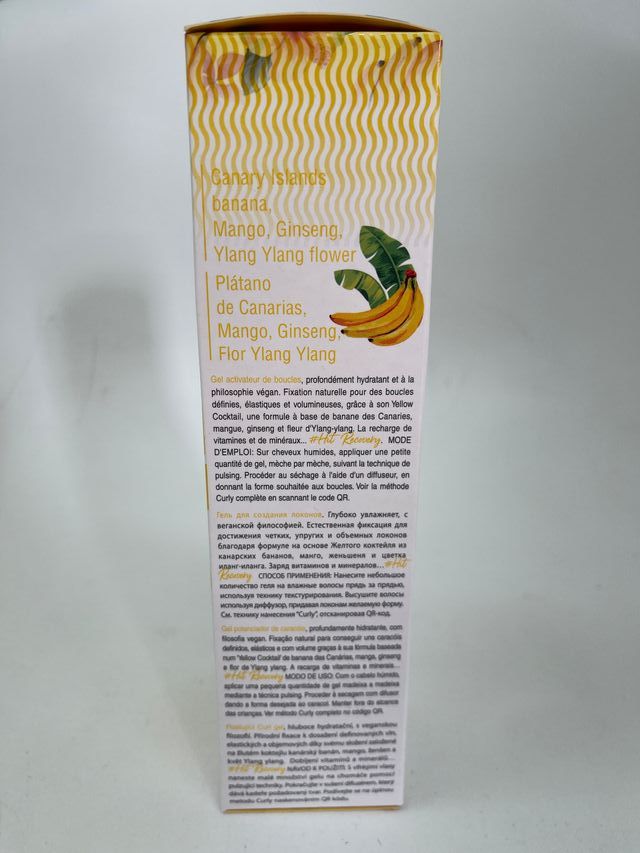 Canary Islands
banana,
Mango, Ginseng,
Ylang Ylang flower
Plátano
de Canarias,
Mango, Ginseng,
Flor Ylang Ylang
Gel activateur de boucles, profondément hydratant et à la
philosophie végan. Fixation naturelle pour des boucles
définies, élastiques et volumineuses, grâce à son Yellow
Cocktail, une formule à base de banane des Canaries,
mangue, ginseng et fleur d'Ylang-ylang. La recharge de
vitamines et de minéraux... #Hit Recovery. MODE
D'EMPLOI: Sur cheveux humides, appliquer une petite
quantité de gel, mèche par mèche, suivant la technique de
pulsing. Procéder au séchage à l'aide d'un diffuseur, en
donnant la forme souhaitée aux boucles. Voir la méthode
Curly complète en scannant le code QR.
Гель для создания локонов. Глубоко увлажняет, с
веганской философией. Естественная фиксация для
достижения четких, упругих и объемных локонов
благодаря формуле на основе Желтого коктейля из
канарских бананов, манго, женьшеня и цветка
иланг-иланга. Заряд витаминов и минералов... #Hit
Recovery СПОСОБ ПРИМЕНЕНИЯ: Нанесите небольшое
количество геля на влажные волосы прядь за прядью,
используя технику текстурирования. Высушите волосы
используя диффузор, придавая локонам желаемую форму.
См. технику нанесения "Curly", отсканировав QR-код.
Gel potenciador de caracóis, profundamente hidratante, com
filosofia vegan. Fixação natural para conseguir uns caracóis
definidos, elásticos e com volume graças à sua fórmula baseada
num 'Yellow Cocktail' de banana das Canárias, manga, ginseng
e flor de Ylang ylang. A recarga de vitaminas e minerais...
#Hit Recovery MODO DE USO: Com o cabelo húmido,
aplicar uma pequena quantidade de gel madeixa a madeixa
mediante a técnica pulsing. Proceder à secagem com difusor
dando a forma desejada ao caracol. Manter fora do alcance
das crianças. Ver método Curly completo no código QR.
Posilující Curl gel, hluboce hydratační, s veganskou
filozofií. Přírodní fixace k dosažení definovaných vln,
elastických a objemových díky svému složení založené
na žlutém koktejlu kanárský banán, mango, ženšen a
květ Ylang ylang. Dobíjení vitamínů a minerálů...
#Hit Recovery NÁVOD K POUŽITÍ: S vlhkými vlasy
naneste malé množství gelu na chomáče pomocí
pulzující techniky. Pokračujte v sušení difuzérem, který
dává kadeře požadovaný tvar. Podívejte se na úplnou
metodu Curly naskenováním QR kódu.